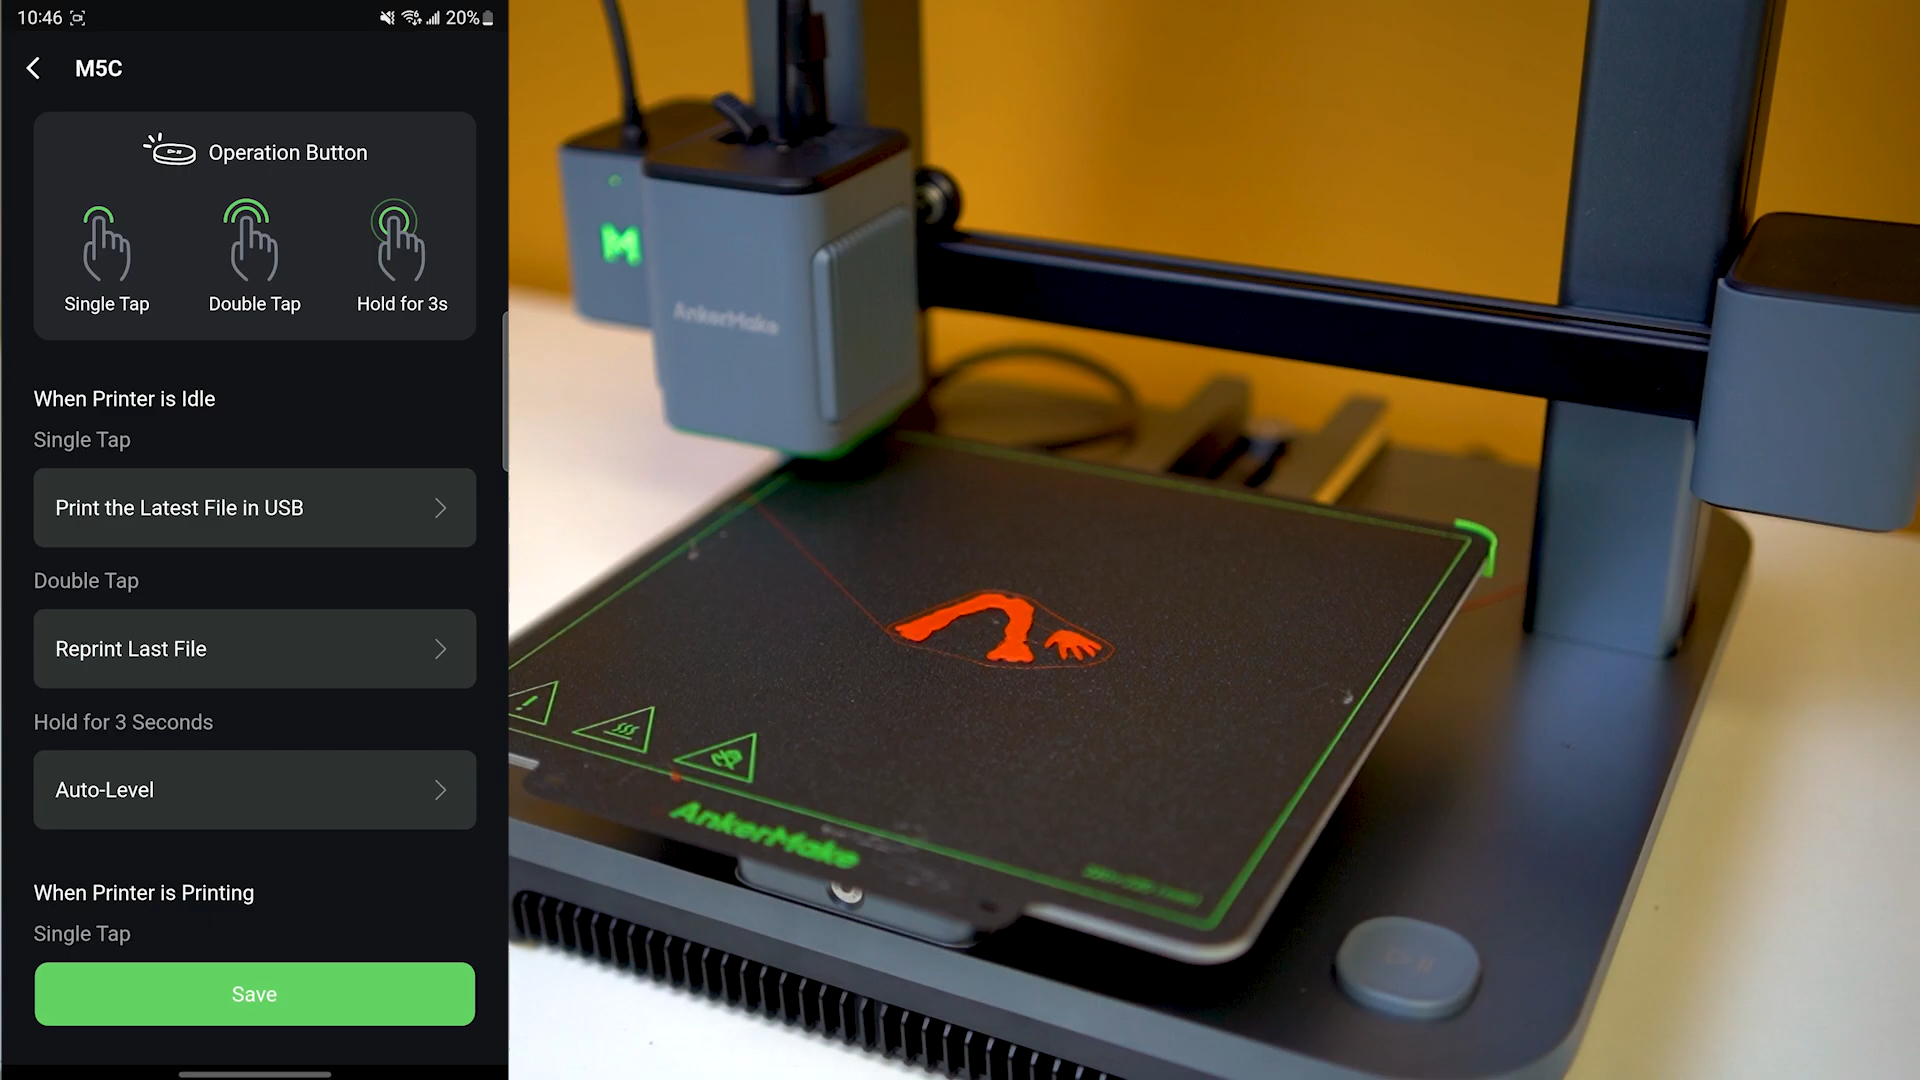 10:46
20%
M5C
Operation Button
Single Tap
Double Tap
Hold for 3s
When Printer is Idle
Single Tap
Print the Latest File in USB
Double Tap
Reprint Last File
Hold for 3 Seconds
Auto-Level
When Printer is Printing
Single Tap
Save
M
AnkerMake
AnkerMake